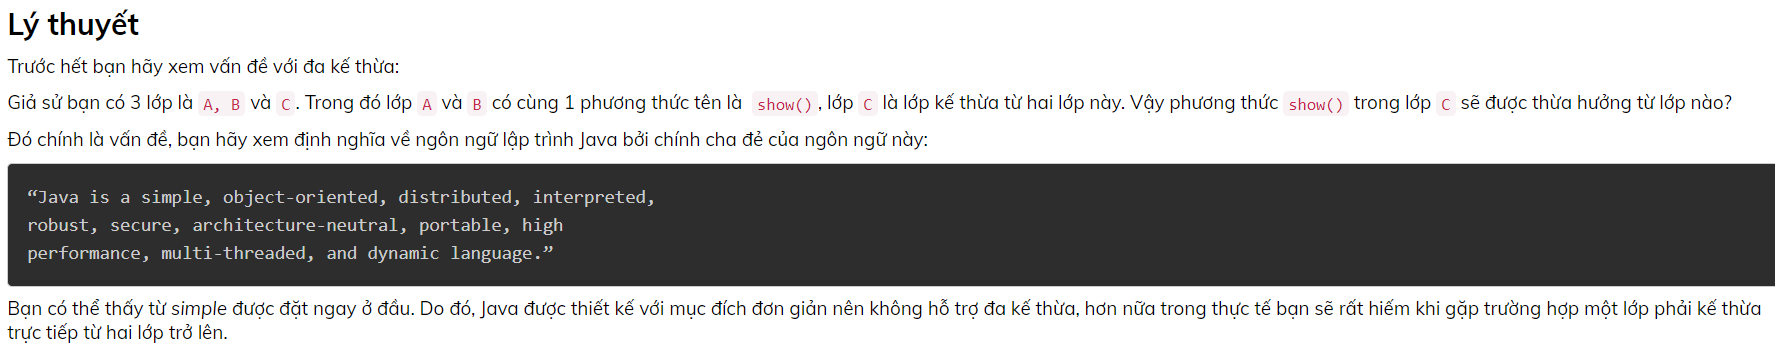 Lý thuyết
Trước hết bạn hãy xem vấn đề với đa kế thừa:
Giả sử bạn có 3 lớp là A, B và C. Trong đó lớp A và B có cùng 1 phương thức tên là show(), lớp C là lớp kế thừa từ hai lớp này. Vậy phương thức show() trong lớp C sẽ được thừa hưởng từ lớp nào?
Đó chính là vấn đề, bạn hãy xem định nghĩa về ngôn ngữ lập trình Java bởi chính cha đẻ của ngôn ngữ này:
“Java is a simple, object-oriented, distributed, interpreted,
robust, secure, architecture-neutral, portable, high
performance, multi-threaded, and dynamic language.”
Bạn có thể thấy từ simple được đặt ngay ở đầu. Do đó, Java được thiết kế với mục đích đơn giản nên không hỗ trợ đa kế thừa, hơn nữa trong thực tế bạn sẽ rất hiếm khi gặp trường hợp một lớp phải kế thừa
trực tiếp từ hai lớp trở lên.